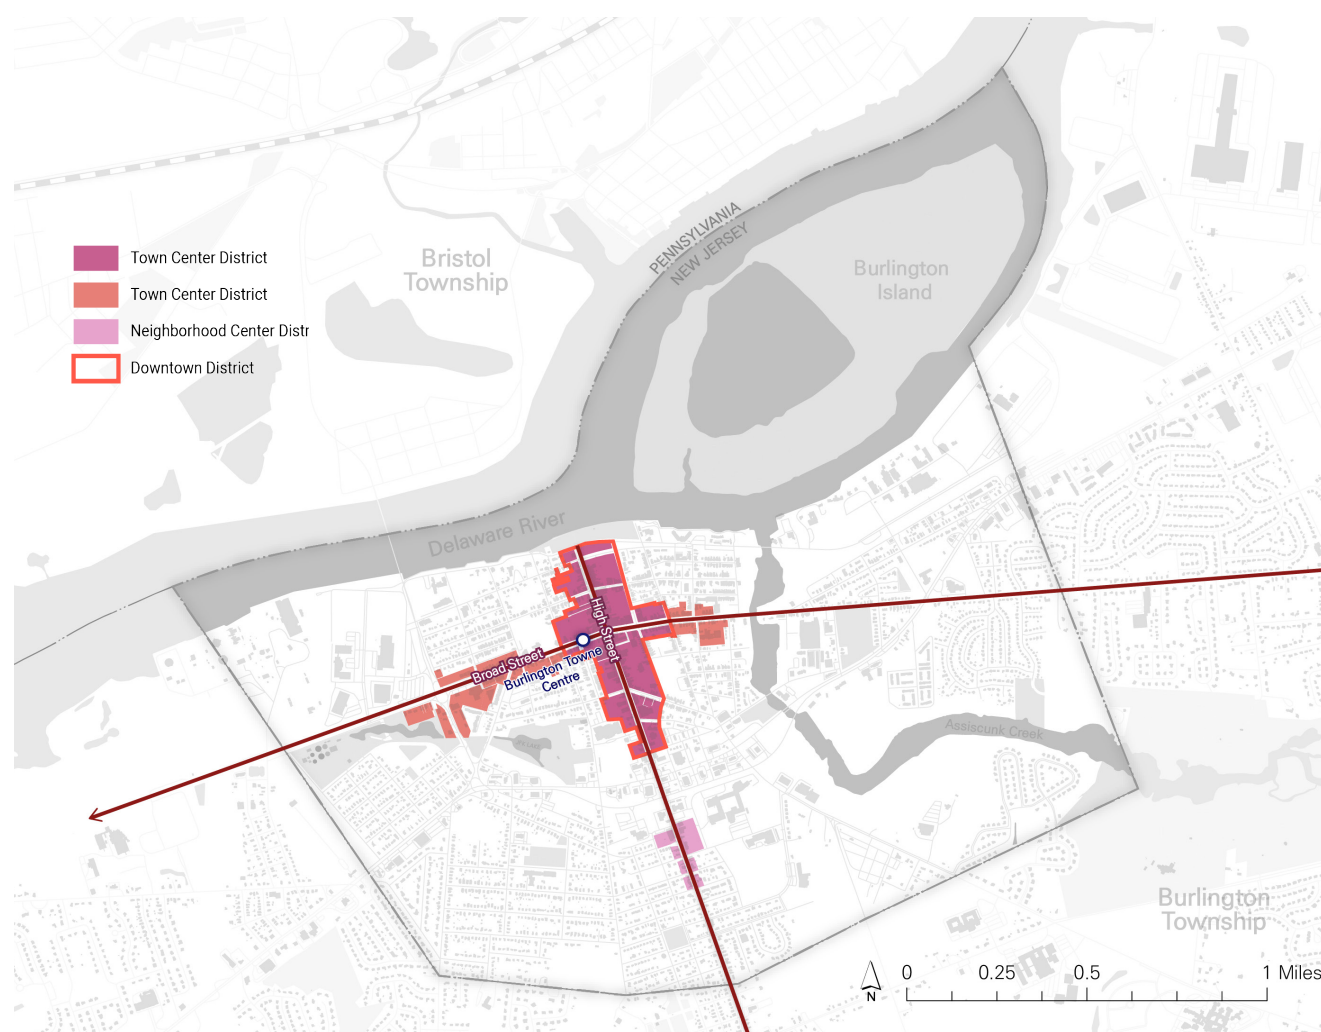 PENNSYLVANIA
NEW JERSEY
Bristol
Township
Burlington
Island
Town Center District
Town Center District
Neighborhood Center Distr
Downtown District
Delaware River
High Street
Broad Street
Burlington Towne
Centre
Assiscunk Creek
Burlington
Township
N
0 0.25 0.5 1 Miles